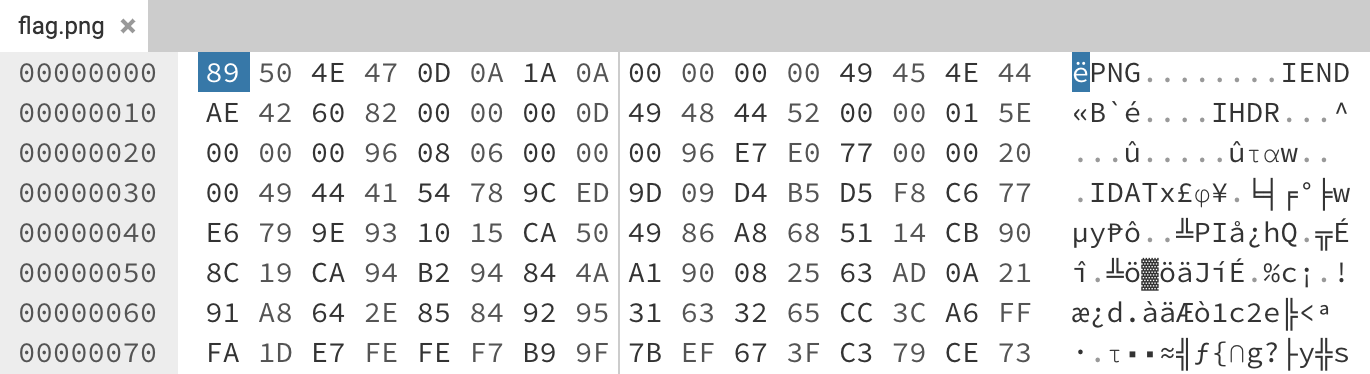 flag.png ×
00000000 89 50 4E 47 0D 0A 1A 0A 00 00 00 00 49 45 4E 44 ëPNG........IEND
00000010 AE 42 60 82 00 00 00 0D 49 48 44 52 00 00 01 5E «B`é....IHDR...^
00000020 00 00 00 96 08 06 00 00 00 96 E7 E0 77 00 00 20 ...û.....ûταw..
00000030 00 49 44 41 54 78 9C ED 9D 09 D4 B5 D5 F8 C6 77 .IDATx£φ¥.╘╡╒°╞w
00000040 E6 79 9E 93 10 15 CA 50 49 86 A8 68 51 14 CB 90 µy₧ô..╩PIå¿hQ.╦É
00000050 8C 19 CA 94 B2 94 84 4A A1 90 08 25 63 AD 0A 21 î.╩ö▓öäJíÉ.%c¡.!
00000060 91 A8 64 2E 85 84 92 95 31 63 32 65 CC 3C A6 FF æ¿d.àäÆò1c2e╠<ª
00000070 FA 1D E7 FE FE F7 B9 9F 7B EF 67 3F C3 79 CE 73 ·.τ▪▪≈╣ƒ{∩g?├y╬s